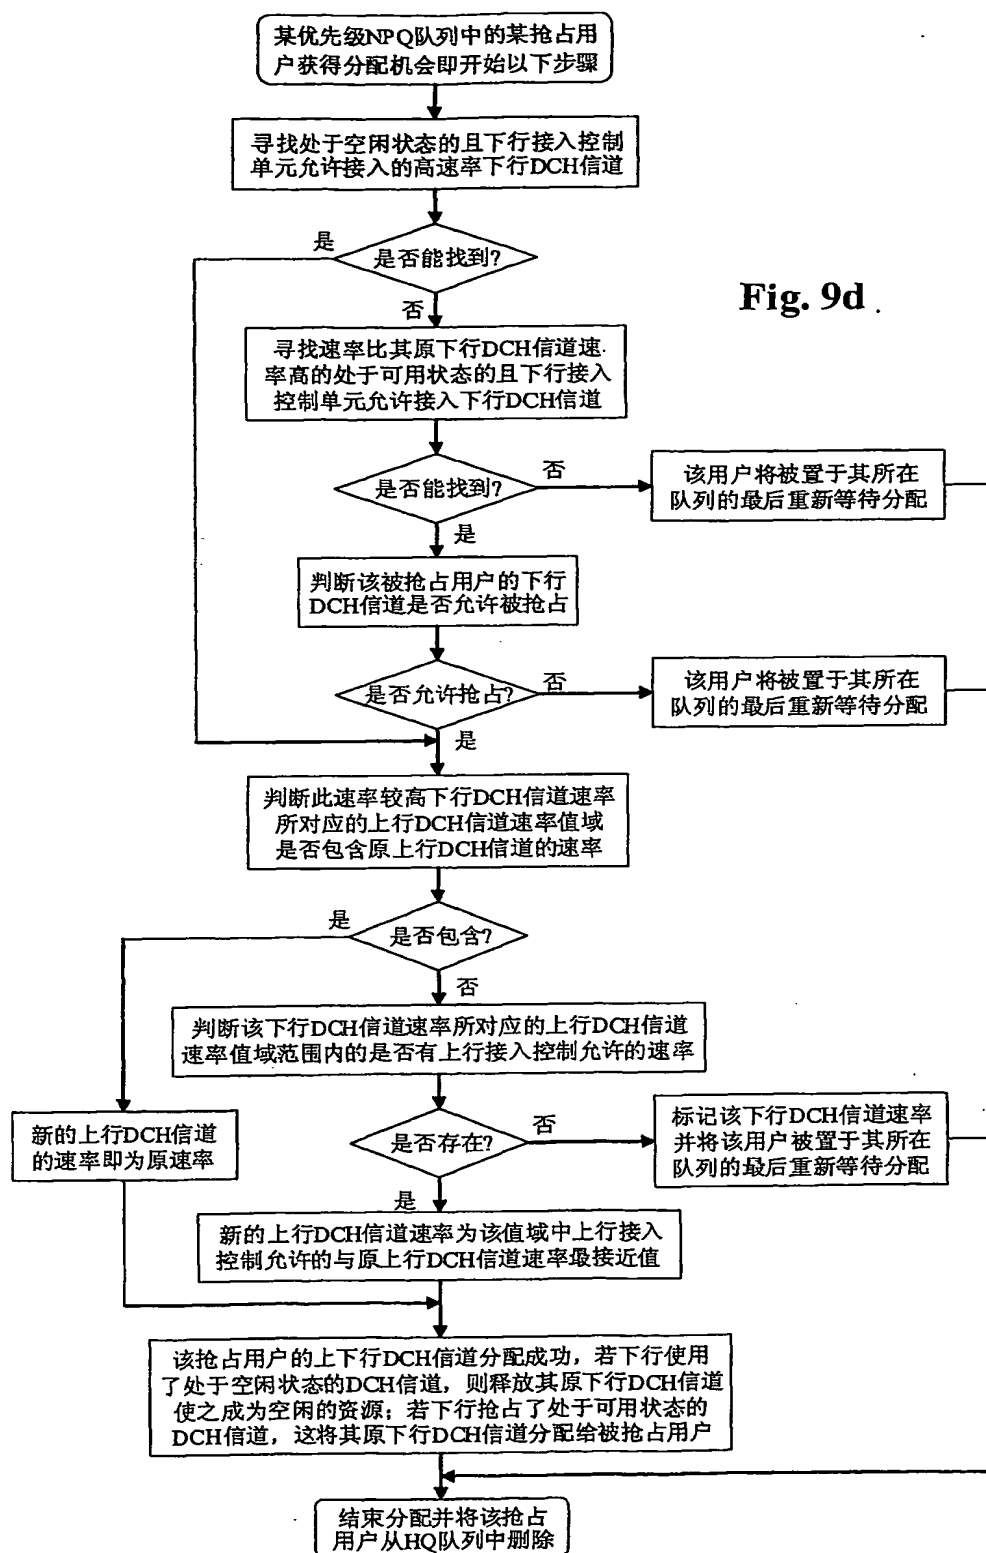 某优先级NPQ队列中的某抢占用
户获得分配机会即开始以下步骤
寻找处于空闲状态的且下行接入控制
单元允许接入的高速率下行DCH信道
是
是否能找到?
Fig. 9d
否
寻找速率比其原下行DCH信道速
率高的处于可用状态的且下行接入
控制单元允许接入下行DCH信道
是否能找到?
否
该用户将被置于其所在
队列的最后重新等待分配
是
判断该被抢占用户的下行
DCH信道是否允许被抢占
是否允许抢占?
否
该用户将被置于其所在
队列的最后重新等待分配
是
判断此速率较高下行DCH信道速率
所对应的上行DCH信道速率值域
是否包含原上行DCH信道的速率
是
是否包含?
否
判断该下行DCH信道速率所对应的上行DCH信道
速率值域范围内的是否有上行接入控制允许的速率
新的上行DCH信道
的速率即为原速率
是否存在?
否
标记该下行DCH信道速率
并将该用户被置于其所在
队列的最后重新等待分配
是
新的上行DCH信道速率为该值域中上行接入
控制允许的与原上行DCH信道速率最接近值
该抢占用户的上下行DCH信道分配成功，若下行使用
了处于空闲状态的DCH信道，则释放其原下行DCH信道
使之成为空闲的资源；若下行抢占了处于可用状态的
DCH信道，这将其原下行DCH信道分配给被抢占用户
结束分配并将该抢占
用户从HQ队列中删除